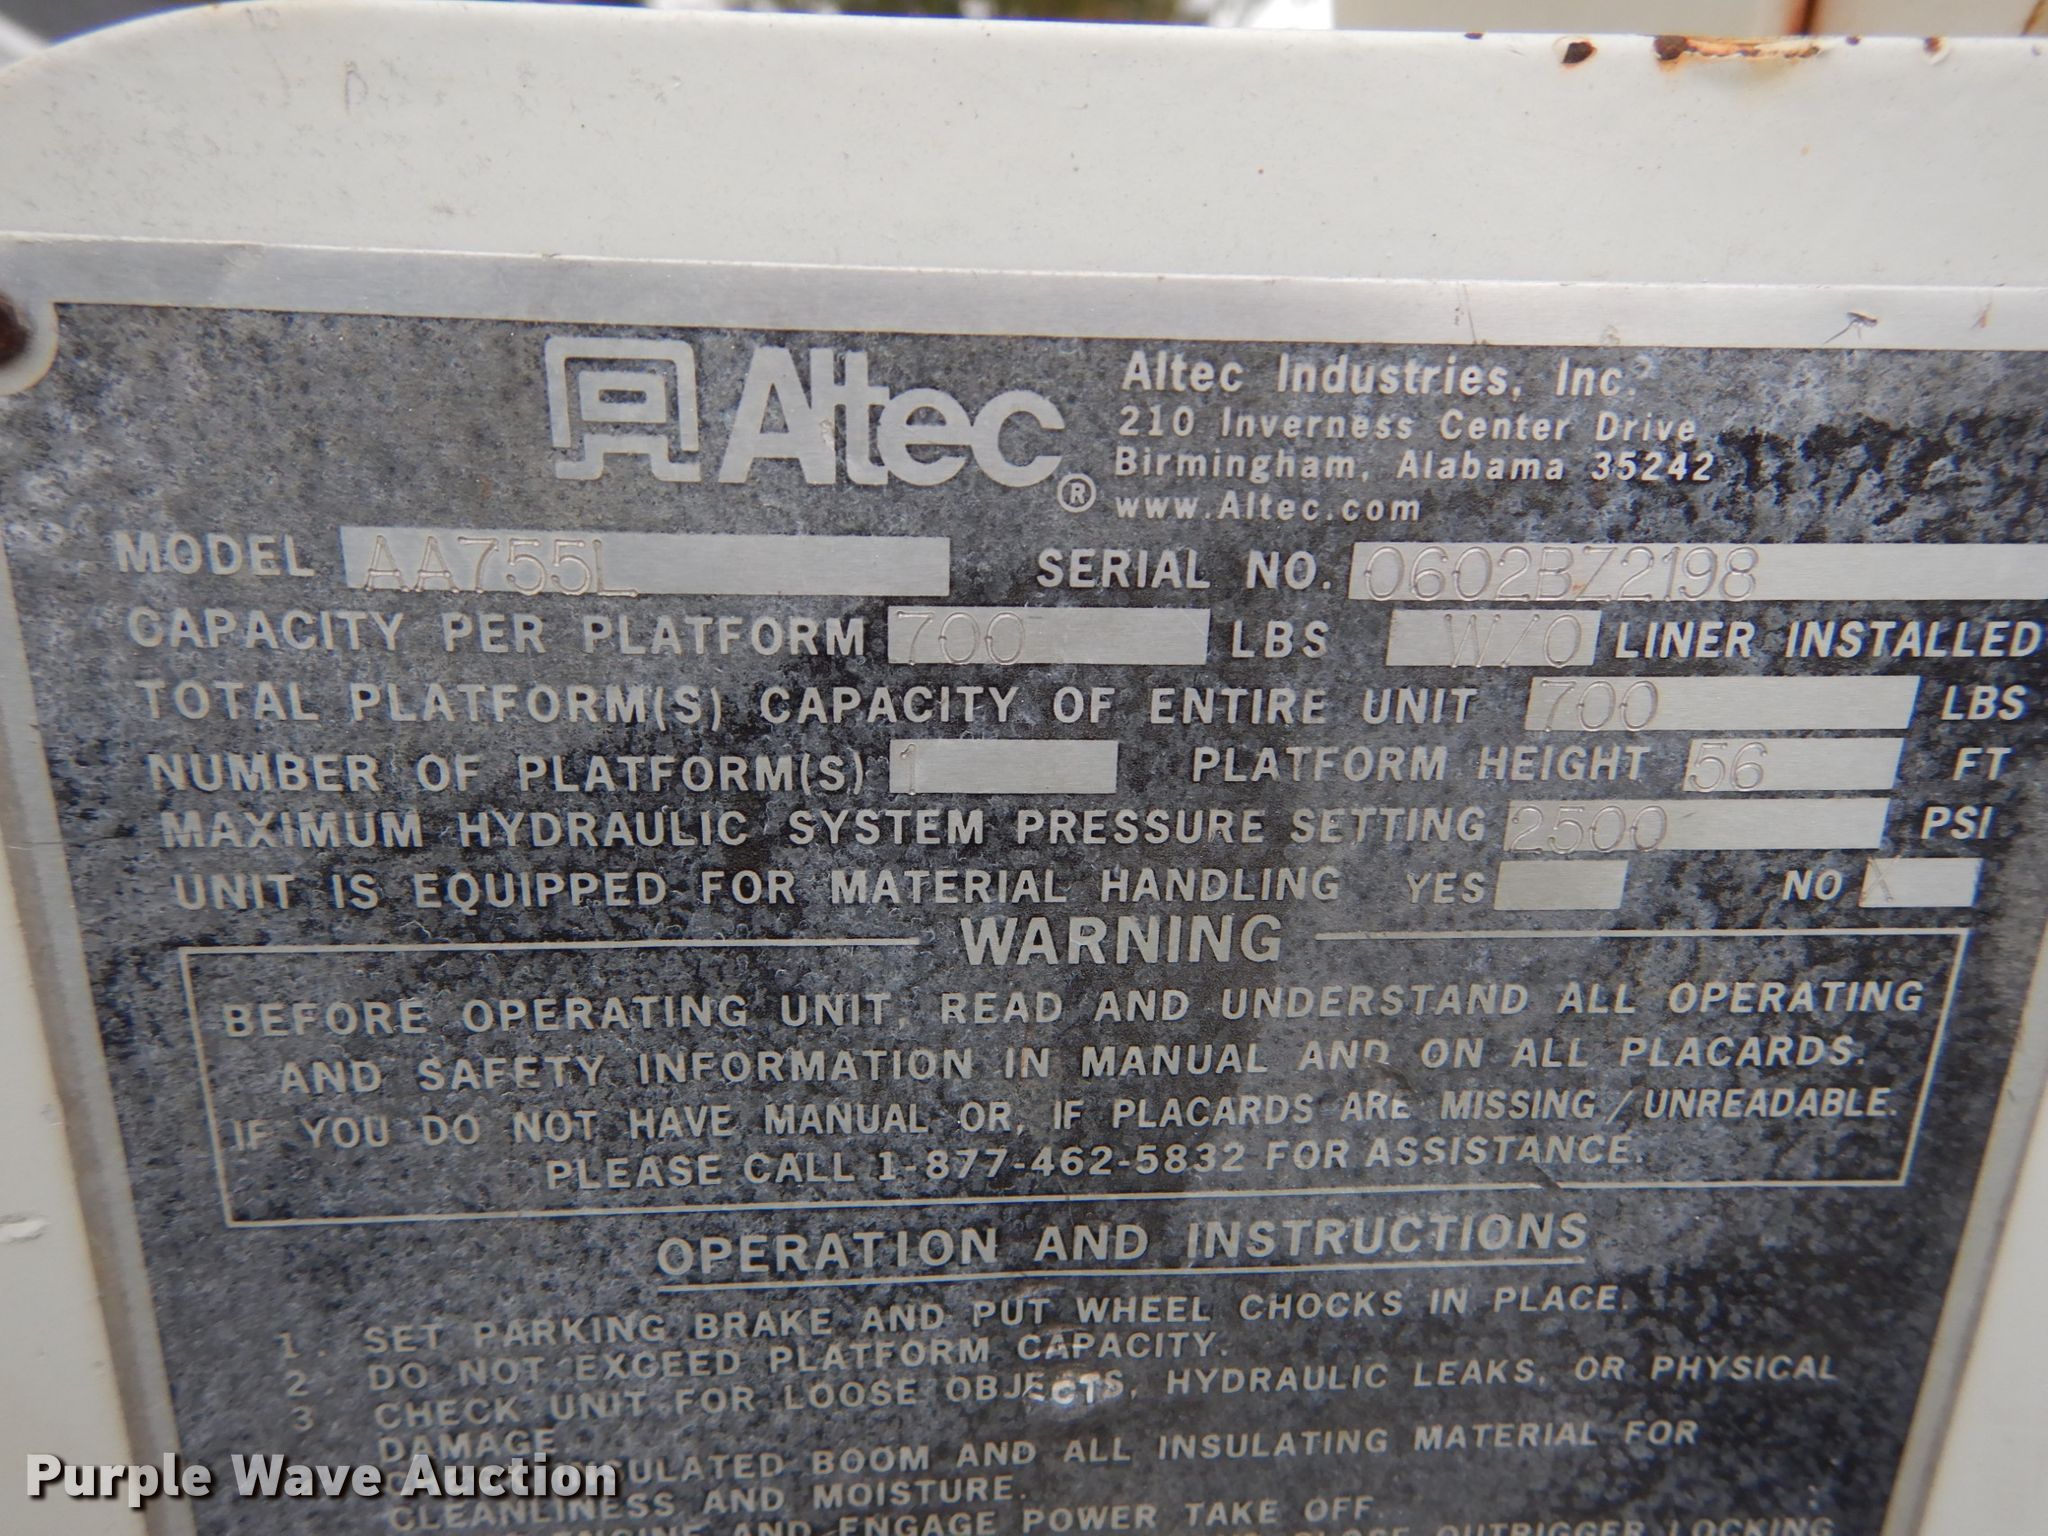 Altec®
Altec Industries, Inc.
210 Inverness Center Drive
Birmingham, Alabama 35242
www.Altec.com
MODEL AA755L SERIAL NO. 0602BZ2198
CAPACITY PER PLATFORM 700 LBS W/O LINER INSTALLED
TOTAL PLATFORM(S) CAPACITY OF ENTIRE UNIT 700 LBS
NUMBER OF PLATFORM(S) 1 PLATFORM HEIGHT 56 FT
MAXIMUM HYDRAULIC SYSTEM PRESSURE SETTING 2500 PSI
UNIT IS EQUIPPED FOR MATERIAL HANDLING YES NO X
WARNING
BEFORE OPERATING UNIT, READ AND UNDERSTAND ALL OPERATING
AND SAFETY INFORMATION IN MANUAL AND ON ALL PLACARDS.
IF YOU DO NOT HAVE MANUAL OR, IF PLACARDS ARE MISSING/UNREADABLE.
PLEASE CALL 1-877-462-5832 FOR ASSISTANCE.
OPERATION AND INSTRUCTIONS
1. SET PARKING BRAKE AND PUT WHEEL CHOCKS IN PLACE.
2. DO NOT EXCEED PLATFORM CAPACITY.
3. CHECK UNIT FOR LOOSE OBJECTS, HYDRAULIC LEAKS, OR PHYSICAL
DAMAGE.
BOOM AND ALL INSULATING MATERIAL FOR
CLEANLINESS AND MOISTURE.
AND ENGAGE POWER TAKE OFF.
OUTRIGGER LOCKING
Purple Wave Auction